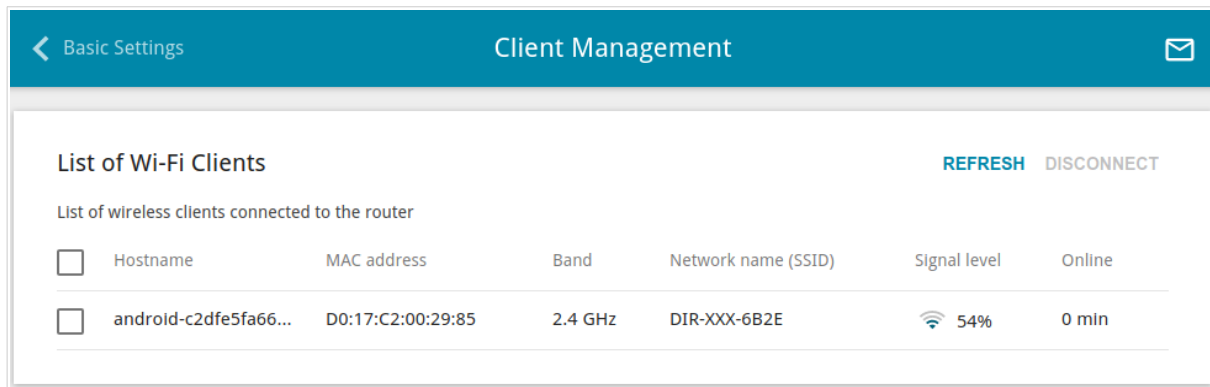 Basic Settings Client Management
List of Wi-Fi Clients REFRESH DISCONNECT
List of wireless clients connected to the router
Hostname MAC address Band Network name (SSID) Signal level Online
android-c2dfe5fa66... D0:17:C2:00:29:85 2.4 GHz DIR-XXX-6B2E 54% 0 min